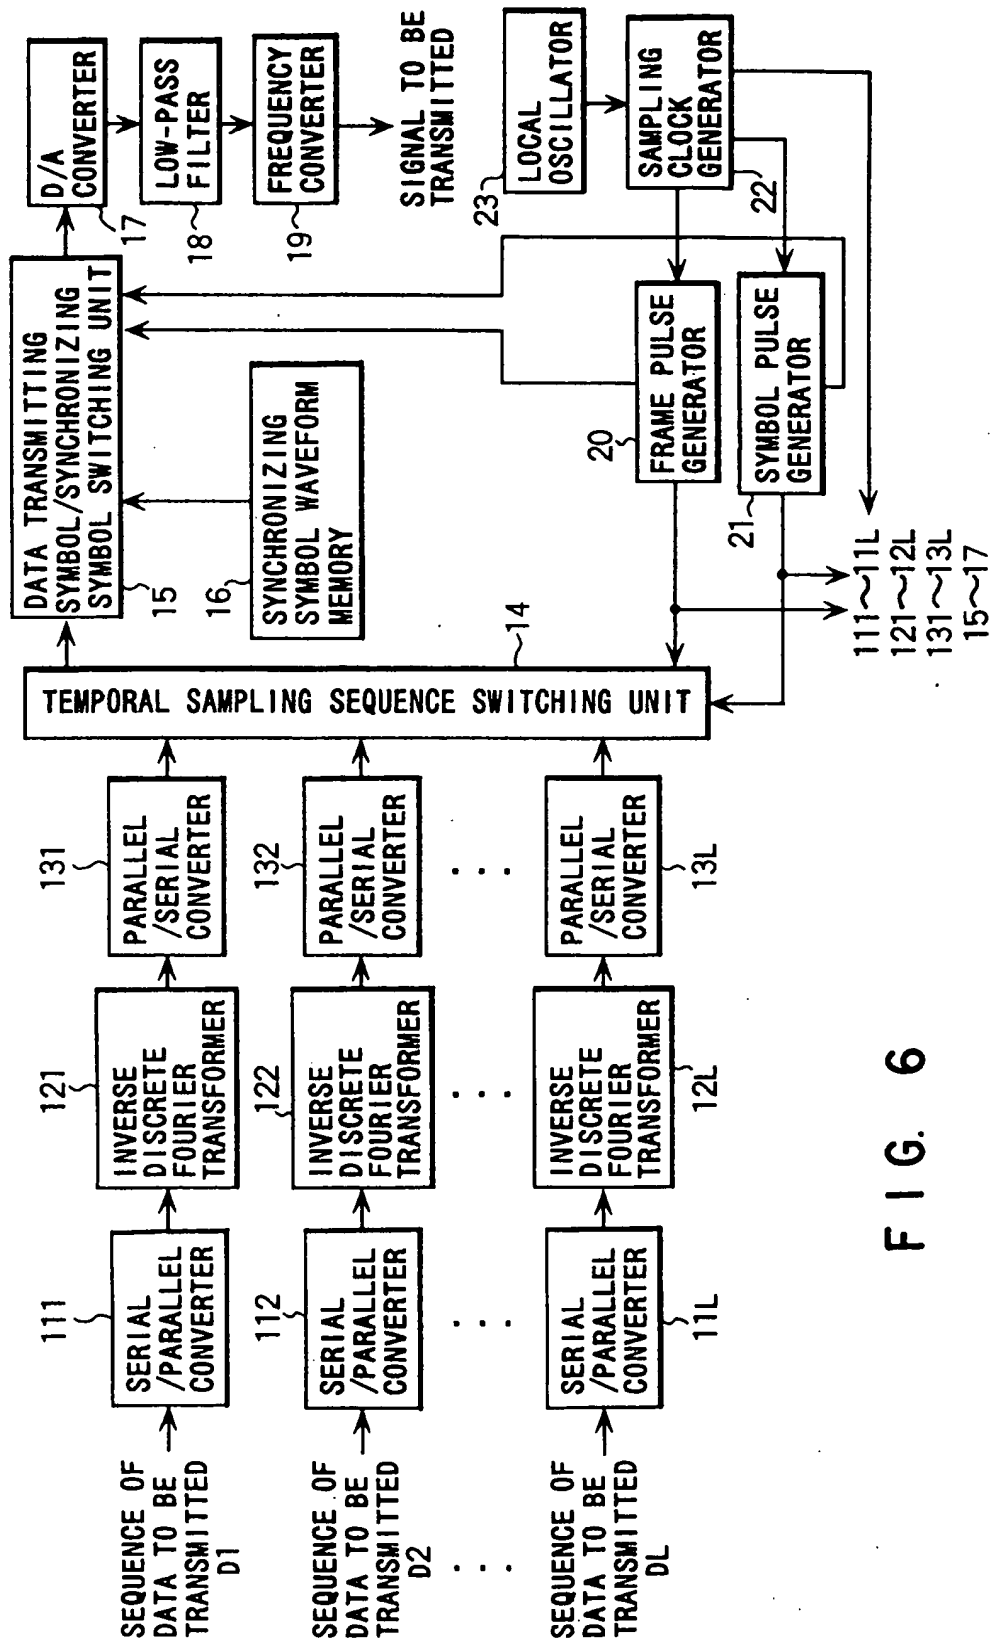 SEQUENCE OF
DATA TO BE
TRANSMITTED
D1
111
SERIAL
/PARALLEL
CONVERTER
121
INVERSE
DISCRETE
FOURIER
TRANSFORMER
131
PARALLEL
/SERIAL
CONVERTER
SEQUENCE OF
DATA TO BE
TRANSMITTED
D2
112
SERIAL
/PARALLEL
CONVERTER
122
INVERSE
DISCRETE
FOURIER
TRANSFORMER
132
PARALLEL
/SERIAL
CONVERTER
. . .
. . .
. . .
. . .
SEQUENCE OF
DATA TO BE
TRANSMITTED
DL
11L
SERIAL
/PARALLEL
CONVERTER
12L
INVERSE
DISCRETE
FOURIER
TRANSFORMER
13L
PARALLEL
/SERIAL
CONVERTER
14
TEMPORAL SAMPLING SEQUENCE SWITCHING UNIT
DATA TRANSMITTING
SYMBOL/SYNCHRONIZING
SYMBOL SWITCHING UNIT
15
16
SYNCHRONIZING
SYMBOL WAVEFORM
MEMORY
D/A
CONVERTER
17
LOW-PASS
FILTER
18
FREQUENCY
CONVERTER
19
SIGNAL TO BE
TRANSMITTED
23
LOCAL
OSCILLATOR
SAMPLING
CLOCK
GENERATOR
22
20
FRAME PULSE
GENERATOR
21
SYMBOL PULSE
GENERATOR
111~11L
121~12L
131~13L
15~17
FIG. 6